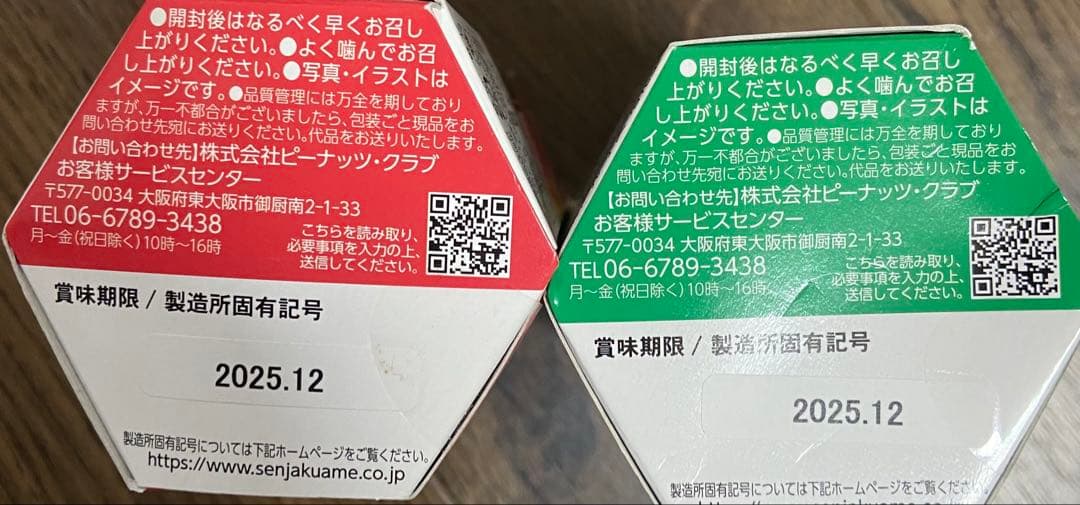 ●開封後はなるべく早くお召し
上がりください。●よく噛んでお召
し上がりください。●写真・イラストは
イメージです。●品質管理には万全を期しており
ますが、万一不都合がございましたら、包装ごと現品をお
問い合わせ先宛にお送りください。代品をお送りいたします。
【お問い合わせ先】株式会社ピーナッツ・クラブ
お客様サービスセンター
〒577-0034 大阪府東大阪市御厨南2-1-33
TEL06-6789-3438
月〜金(祝日除く)10時〜16時
こちらを読み取り、
必要事項を入力の上、
送信してください。
賞味期限 / 製造所固有記号
2025.12
製造所固有記号については下記ホームページをご覧ください。
https://www.senjakuame.co.jp
●開封後はなるべく早くお召し
上がりください。●よく噛んでお召
し上がりください。●写真・イラストは
イメージです。●品質管理には万全を期しており
ますが、万一不都合がございましたら、包装ごと現品をお
問い合わせ先宛にお送りください。代品をお送りいたします。
【お問い合わせ先】株式会社ピーナッツ・クラブ
お客様サービスセンター
〒577-0034 大阪府東大阪市御厨南2-1-33
TEL06-6789-3438
月〜金(祝日除く)10時〜16時
こちらを読み取り、
必要事項を入力の上、
送信してください。
賞味期限 / 製造所固有記号
2025.12
製造所固有記号については下記ホームページをご覧くださ
https://www.senjakuame.co